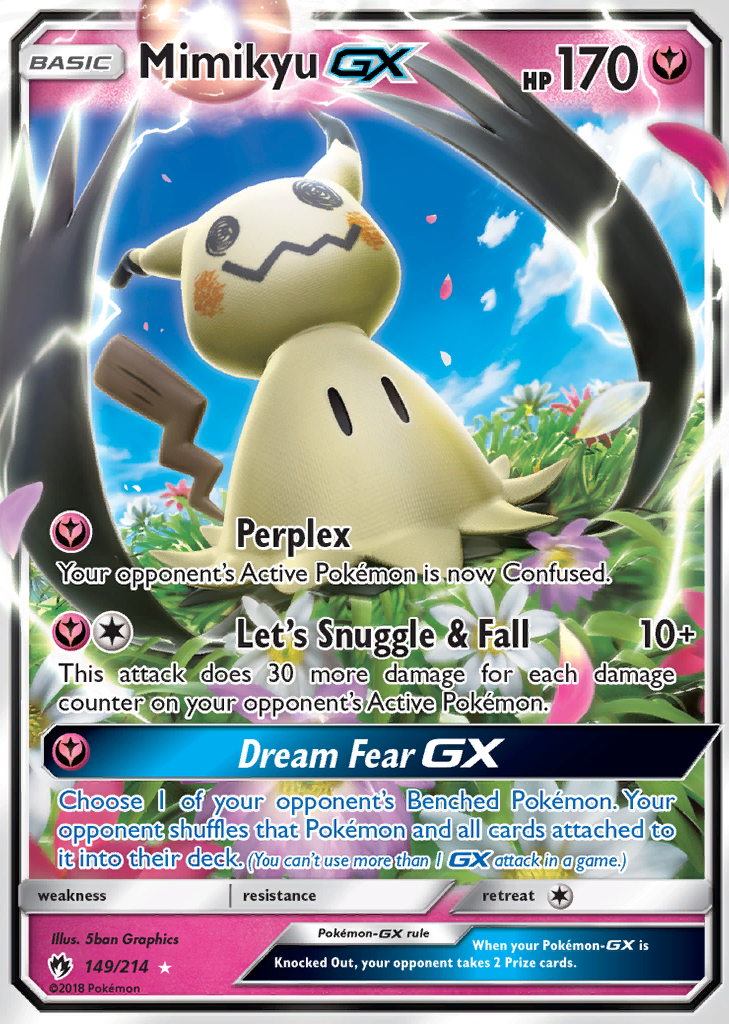 BASIC Mimikyu GX HP 170
Perplex
Your opponent's Active Pokémon is now Confused.
Let's Snuggle & Fall 10+
This attack does 30 more damage for each damage
counter on your opponent's Active Pokémon.
Dream Fear GX
Choose 1 of your opponent's Benched Pokémon. Your
opponent shuffles that Pokémon and all cards attached to
it into their deck. (You can't use more than 1 GX attack in a game.)
weakness resistance retreat
Illus. 5ban Graphics
149/214
©2018 Pokémon
Pokémon-GX rule
When your Pokémon-GX is
Knocked Out, your opponent takes 2 Prize cards.